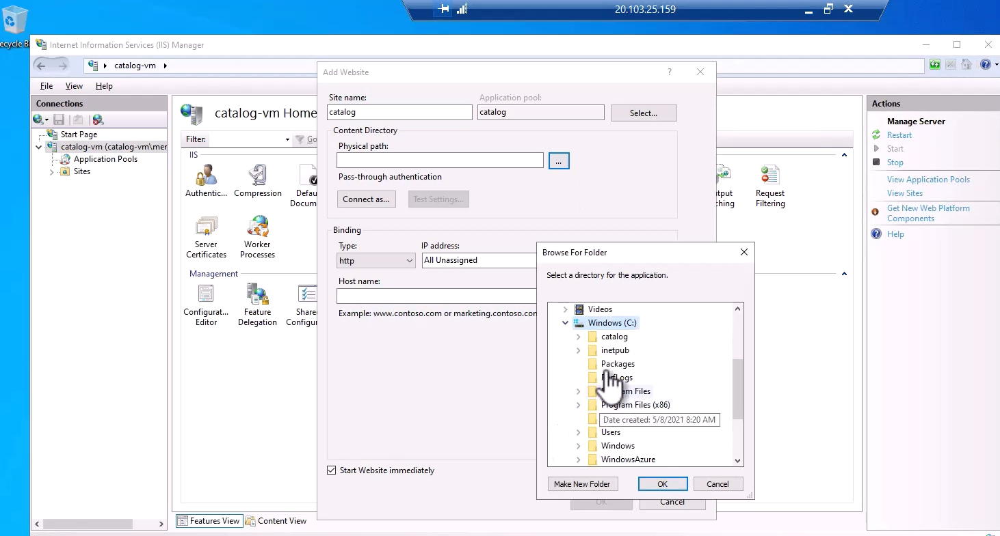 20.103.25.159
Internet Information Services (IIS) Manager
catalog-vm
File View Help
Connections
Start Page
catalog-vm (catalog-vm\mer
Application Pools
Sites
catalog-vm Home
Filter:
Go
IIS
Authentic...
Compression
Defau
Docum
tput
hing
Request
Filtering
Server
Certificates
Worker
Processes
Management
Configurat...
Editor
Feature
Delegation
Share
Configur
Features View
Content View
Add Website
?
Site name:
Application pool:
catalog
catalog
Select...
Content Directory
Physical path:
...
Pass-through authentication
Connect as...
Test Settings...
Binding
Type:
IP address:
http
All Unassigned
Host name:
Example: www.contoso.com or marketing.contoso.con
Start Website immediately
OK
Cancel
Browse For Folder
Select a directory for the application.
Videos
Windows (C:)
catalog
inetpub
Packages
Logs
am Files
Program Files (x86)
Date created: 5/8/2021 8:20 AM
Users
Windows
WindowsAzure
Make New Folder
OK
Cancel
Actions
Manage Server
Restart
Start
Stop
View Application Pools
View Sites
Get New Web Platform
Components
Help
ecycle Bi